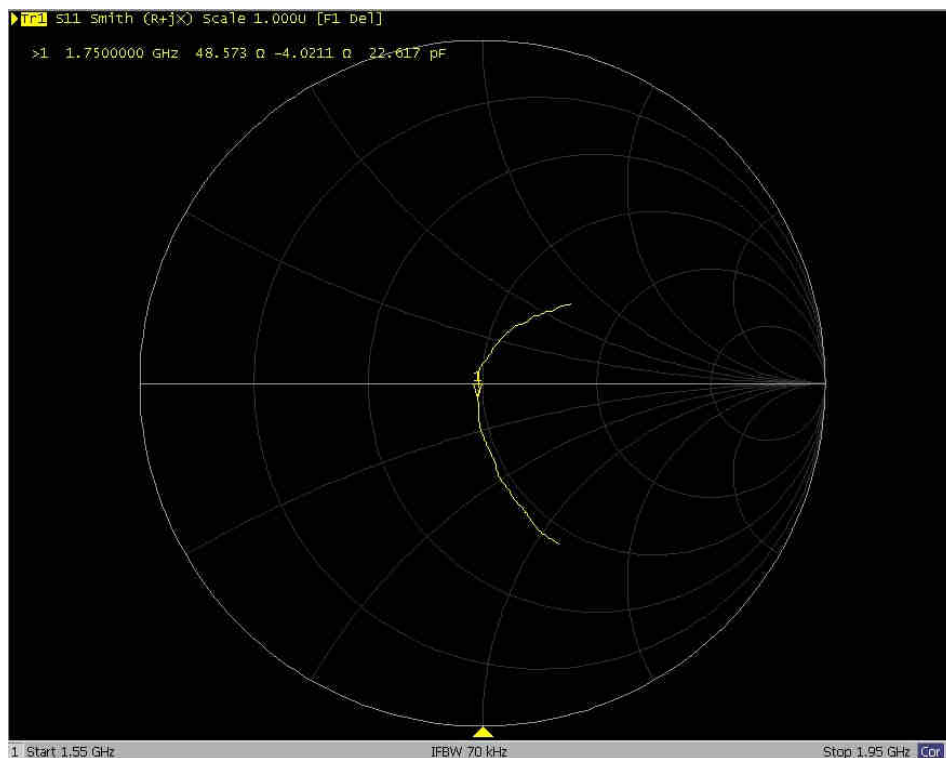 Tr1 S11 Smith (R+jX) Scale 1.000U [F1 Del]
>1 1.7500000 GHz 48.573 Ω -4.0211 Ω 22.617 pF
1
1 Start 1.55 GHz IFBW 70 kHz Stop 1.95 GHz Cor